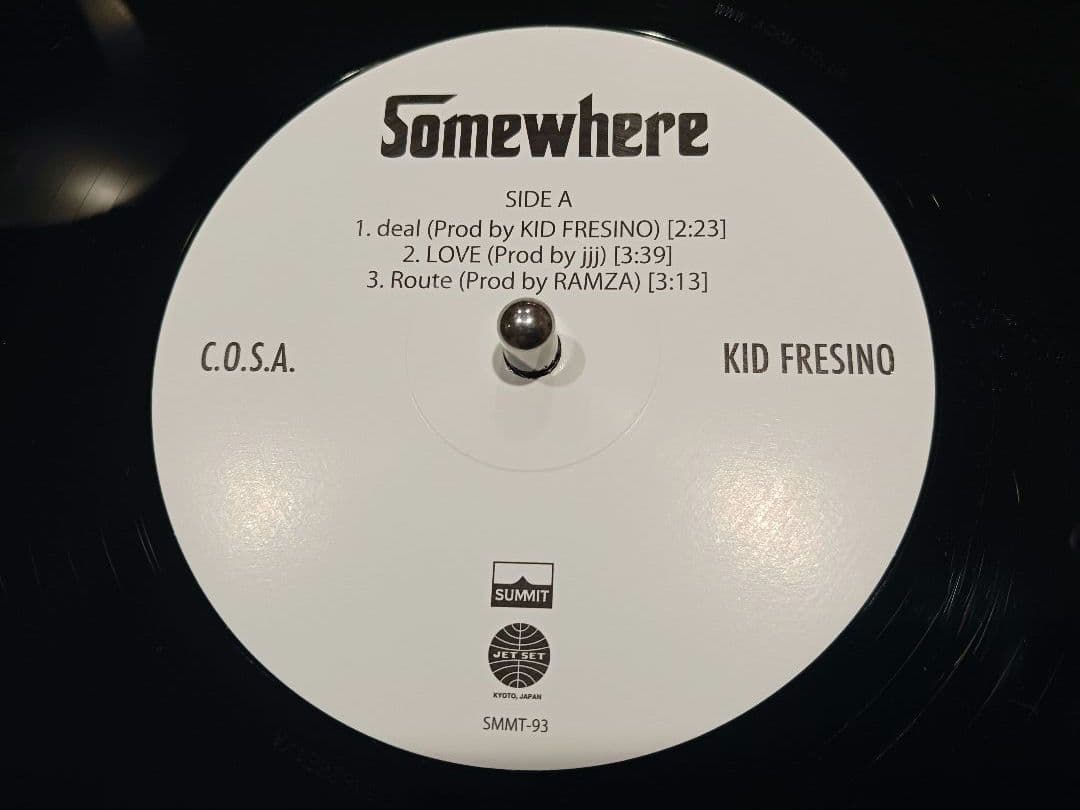 Somewhere
SIDE A
1. deal (Prod by KID FRESINO) [2:23]
2. LOVE (Prod by jjj) [3:39]
3. Route (Prod by RAMZA) [3:13]
C.O.S.A.
KID FRESINO
SUMMIT
JET SET
KYOTO, JAPAN
SMMT-93